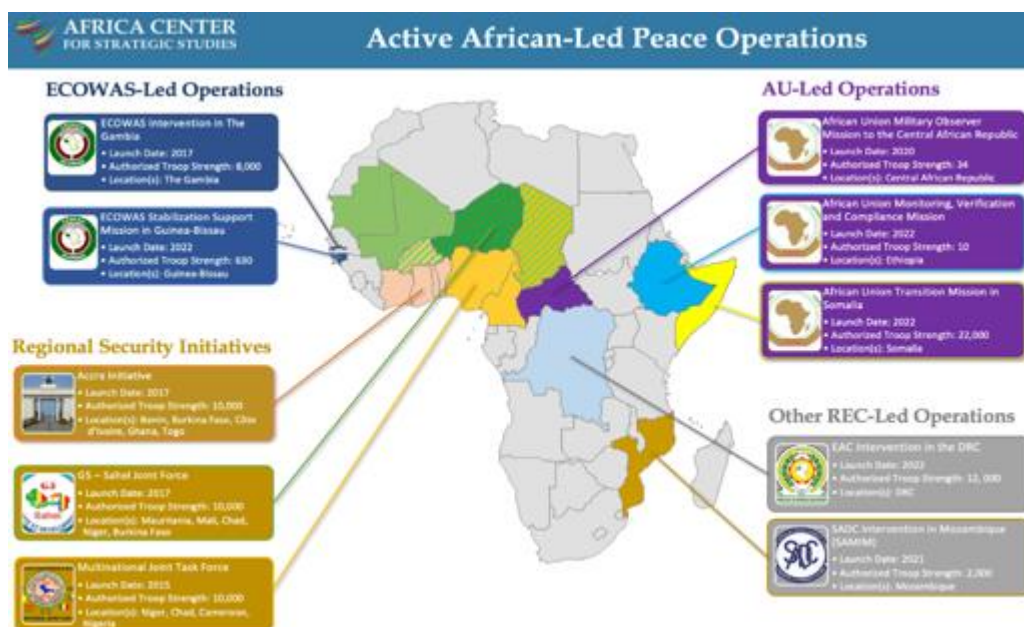 AFRICA CENTER
FOR STRATEGIC STUDIES
Active African-Led Peace Operations
ECOWAS-Led Operations
ECOWAS Intervention in The
Gambia
• Launch Date: 2017
• Authorized Troop Strength: 8,000
• Location(s): The Gambia
ECOWAS Stabilization Support
Mission in Guinea-Bissau
• Launch Date: 2022
• Authorized Troop Strength: 630
• Location(s): Guinea-Bissau
Regional Security Initiatives
Accra Initiative
• Launch Date: 2017
• Authorized Troop Strength: 10,000
• Location(s): Benin, Burkina Faso, Côte
d'Ivoire, Ghana, Togo
G5 – Sahel Joint Force
• Launch Date: 2017
• Authorized Troop Strength: 10,000
• Location(s): Mauritania, Mali, Chad,
Niger, Burkina Faso
Multinational Joint Task Force
• Launch Date: 2015
• Authorized Troop Strength: 10,000
• Location(s): Niger, Chad, Cameroon,
Nigeria
AU-Led Operations
African Union Military Observer
Mission to the Central African Republic
• Launch Date: 2020
• Authorized Troop Strength: 34
• Location(s): Central African Republic
African Union Monitoring, Verification
and Compliance Mission
• Launch Date: 2022
• Authorized Troop Strength: 10
• Location(s): Ethiopia
African Union Transition Mission in
Somalia
• Launch Date: 2022
• Authorized Troop Strength: 22,000
• Location(s): Somalia
Other REC-Led Operations
EAC Intervention in the DRC
• Launch Date: 2022
• Authorized Troop Strength: 12, 000
• Location(s): DRC
SADC Intervention in Mozambique
(SAMIM)
• Launch Date: 2021
• Authorized Troop Strength: 2,000
• Location(s): Mozambique
G5
Sahel
SADC